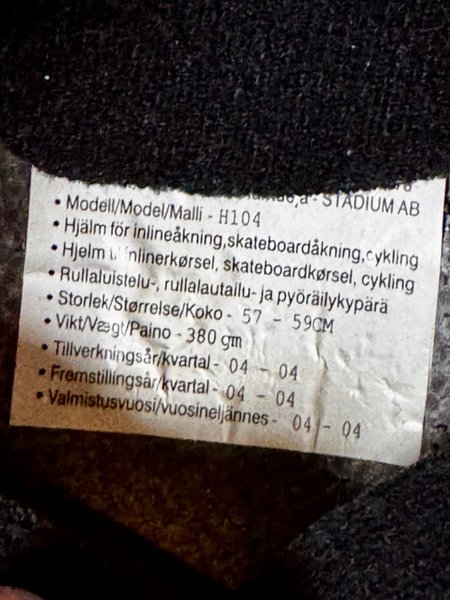 - STADIUM AB
• Modell/Model/Malli - H104
• Hjälm för inlineåkning,skateboardåkning,cykling
• Hjelm til inlinerkørsel, skateboardkørsel, cykling
• Rullaluistelu-, rullalautailu- ja pyöräilykypärä
• Storlek/Størrelse/Koko - 57 - 59CM
• Vikt/Vægt/Paino - 380 gm
• Tillverkningsår/kvartal - 04 - 04
• Fremstillingsår/kvartal - 04 - 04
• Valmistusvuosi/vuosineljännes - 04 - 04